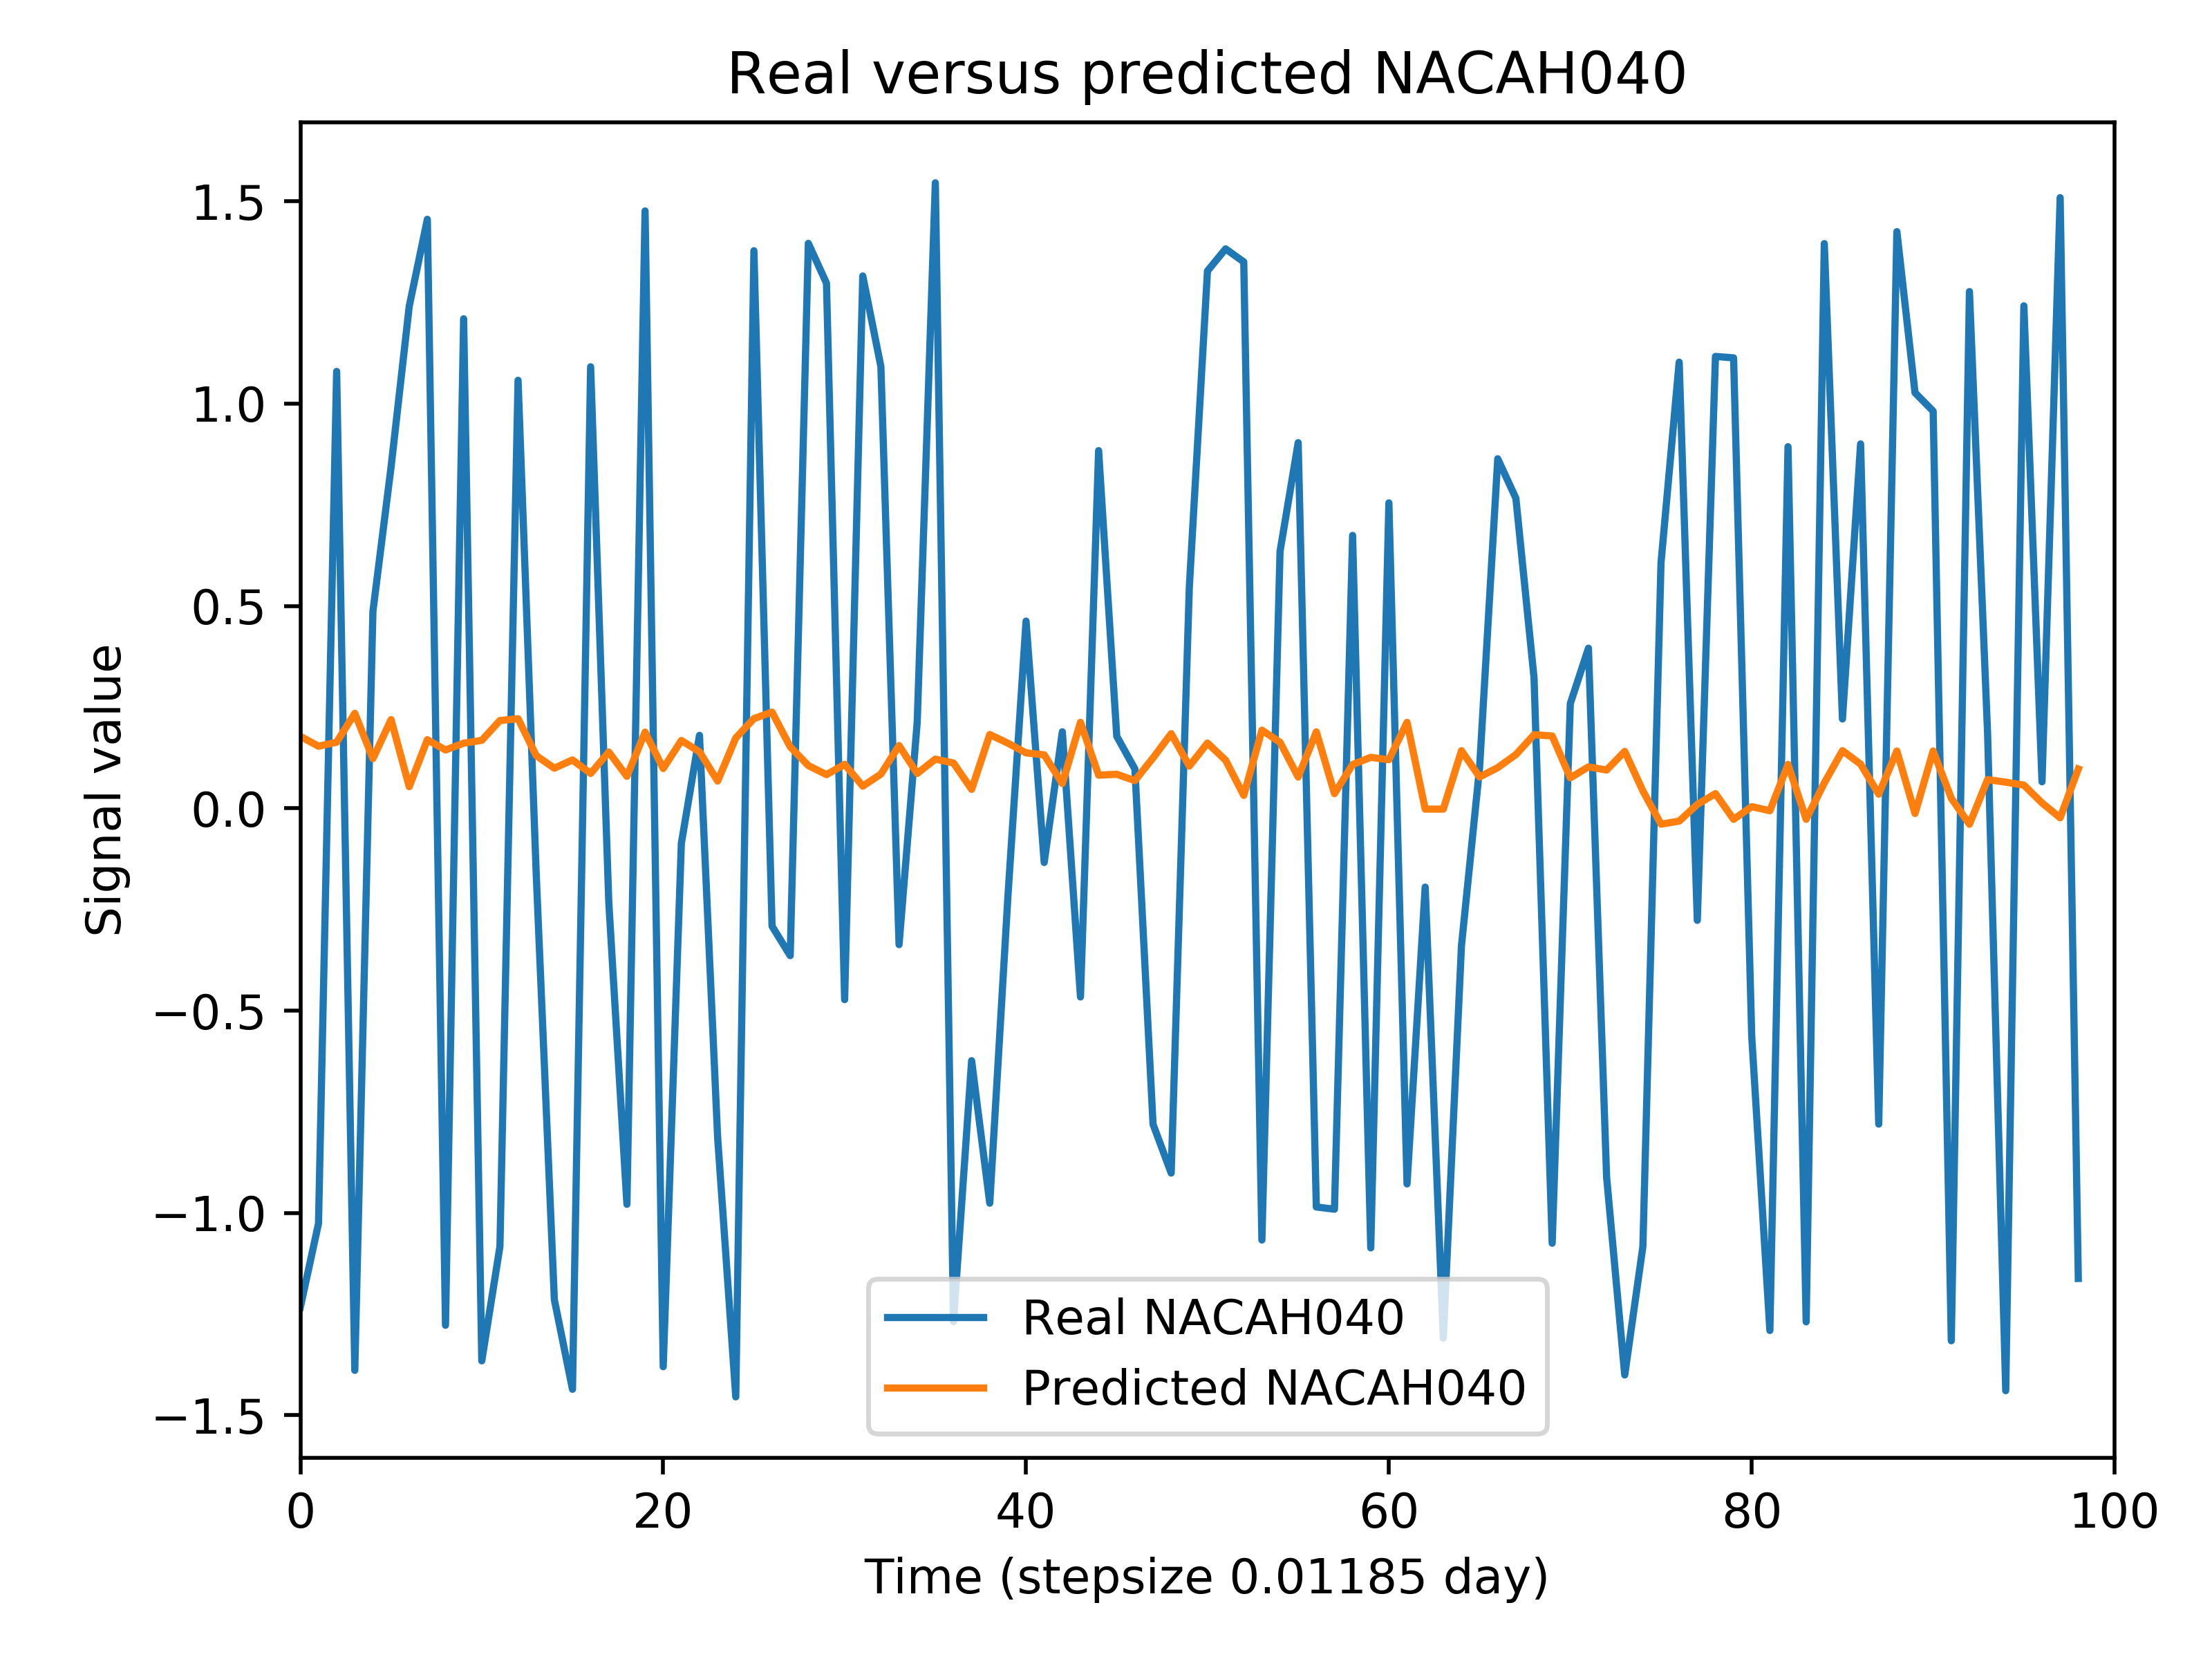 Real versus predicted NACAH040
Signal value
1.5
1.0
0.5
0.0
−0.5
−1.0
−1.5
Real NACAH040
Predicted NACAH040
0 20 40 60 80 100
Time (stepsize 0.01185 day)